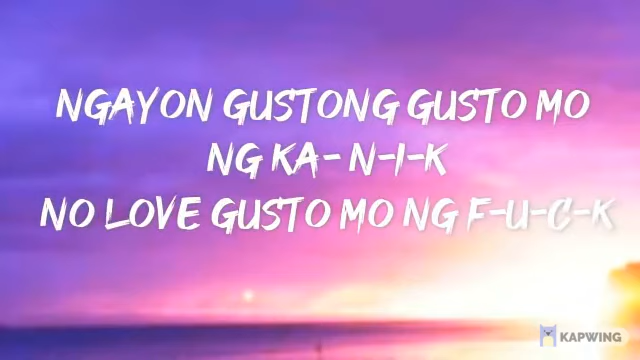 NGAYON GUSTONG GUSTO MO
NG KA- N-I-K
NO LOVE GUSTO MO NG F-U-C-K
KAPWING